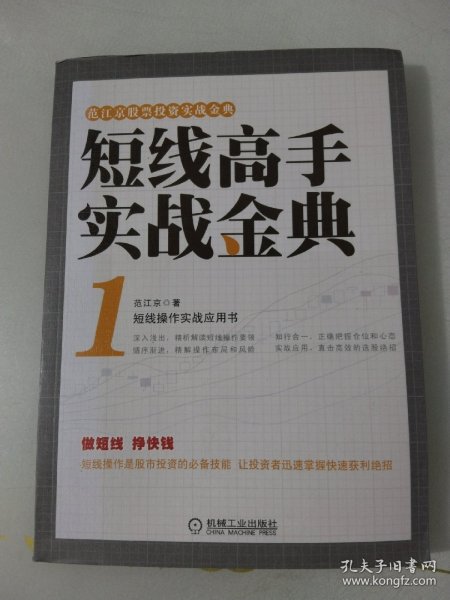 范江京股票投资实战金典
短线高手
实战金典
1
范江京◎著
短线操作实战应用书
深入浅出，精析解读短线操作要领
循序渐进，精解操作布局和风险
知行合一，正确把握仓位和心态
实战应用，直击高效的选股绝招
做短线 挣快钱
短线操作是股市投资的必备技能 让投资者迅速掌握快速获利绝招
机械工业出版社
CHINA MACHINE PRESS
孔夫子旧书网
www.kongfz.com